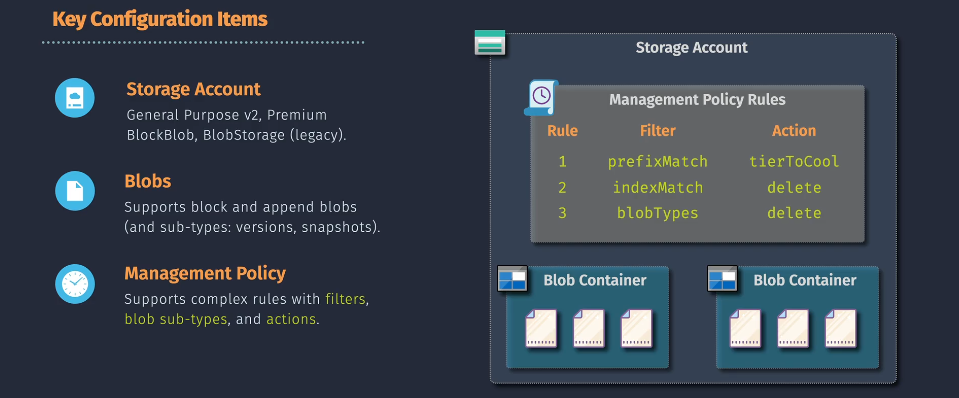 Key Configuration Items
Storage Account
General Purpose v2, Premium
BlockBlob, BlobStorage (legacy).
Blobs
Supports block and append blobs
(and sub-types: versions, snapshots).
Management Policy
Supports complex rules with filters,
blob sub-types, and actions.
Storage Account
Management Policy Rules
Rule Filter Action
1 prefixMatch tierToCool
2 indexMatch delete
3 blobTypes delete
Blob Container Blob Container